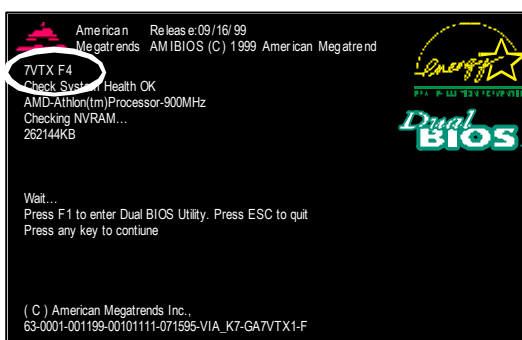 American Release:09/16/99
Megatrends AMIBIOS (C) 1999 American Megatrend
energy
7VTX F4
Check System Health OK
AMD-Athlon(tm)Processor-900MHz
Checking NVRAM...
262144KB
Dual
BIOS
Wait...
Press F1 to enter Dual BIOS Utility. Press ESC to quit
Press any key to contiune
( C ) American Megatrends Inc.,
63-0001-001199-00101111-071595-VIA_K7-GA7VTX1-F